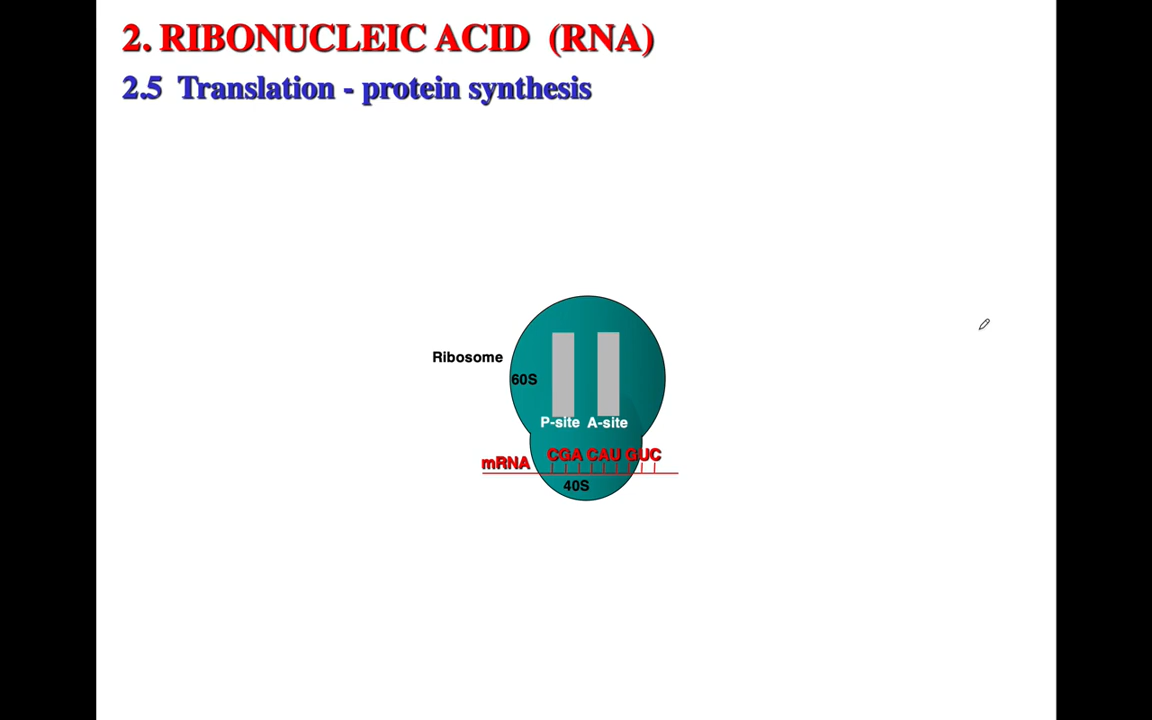 2. RIBONUCLEIC ACID (RNA)
2.5 Translation - protein synthesis
Ribosome
60S
P-site A-site
mRNA CGA CAU GUC
40S